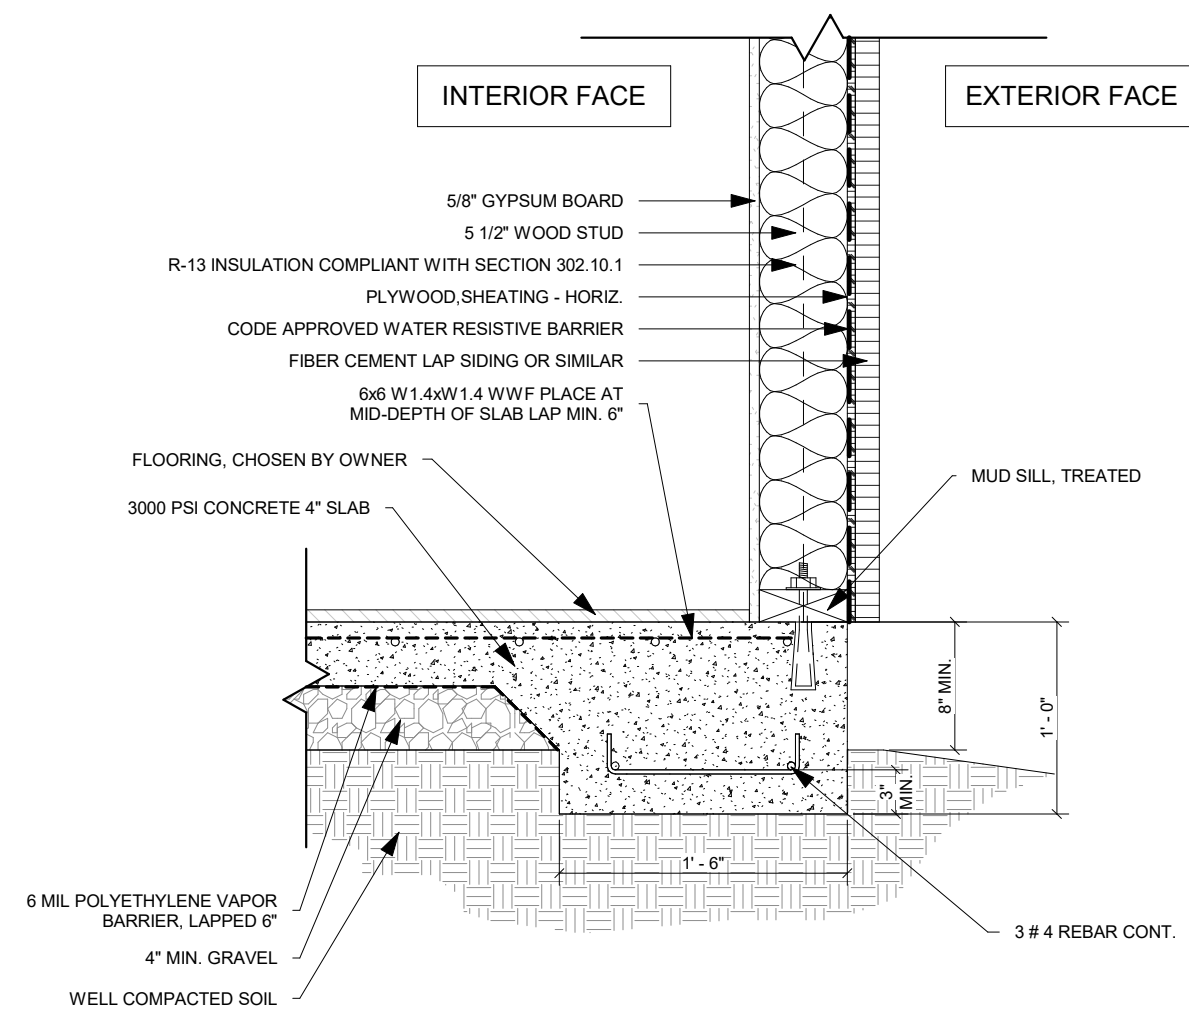 INTERIOR FACE
EXTERIOR FACE
5/8" GYPSUM BOARD
5 1/2" WOOD STUD
R-13 INSULATION COMPLIANT WITH SECTION 302.10.1
PLYWOOD,SHEATING - HORIZ.
CODE APPROVED WATER RESISTIVE BARRIER
FIBER CEMENT LAP SIDING OR SIMILAR
6x6 W1.4xW1.4 WWF PLACE AT
MID-DEPTH OF SLAB LAP MIN. 6"
FLOORING, CHOSEN BY OWNER
MUD SILL, TREATED
3000 PSI CONCRETE 4" SLAB
8" MIN.
1' - 0"
3"
MIN.
1' - 6"
6 MIL POLYETHYLENE VAPOR
BARRIER, LAPPED 6"
3 # 4 REBAR CONT.
4" MIN. GRAVEL
WELL COMPACTED SOIL